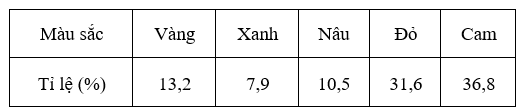 Màu sắc Vàng Xanh Nâu Đỏ Cam
Tỉ lệ (%) 13,2 7,9 10,5 31,6 36,8